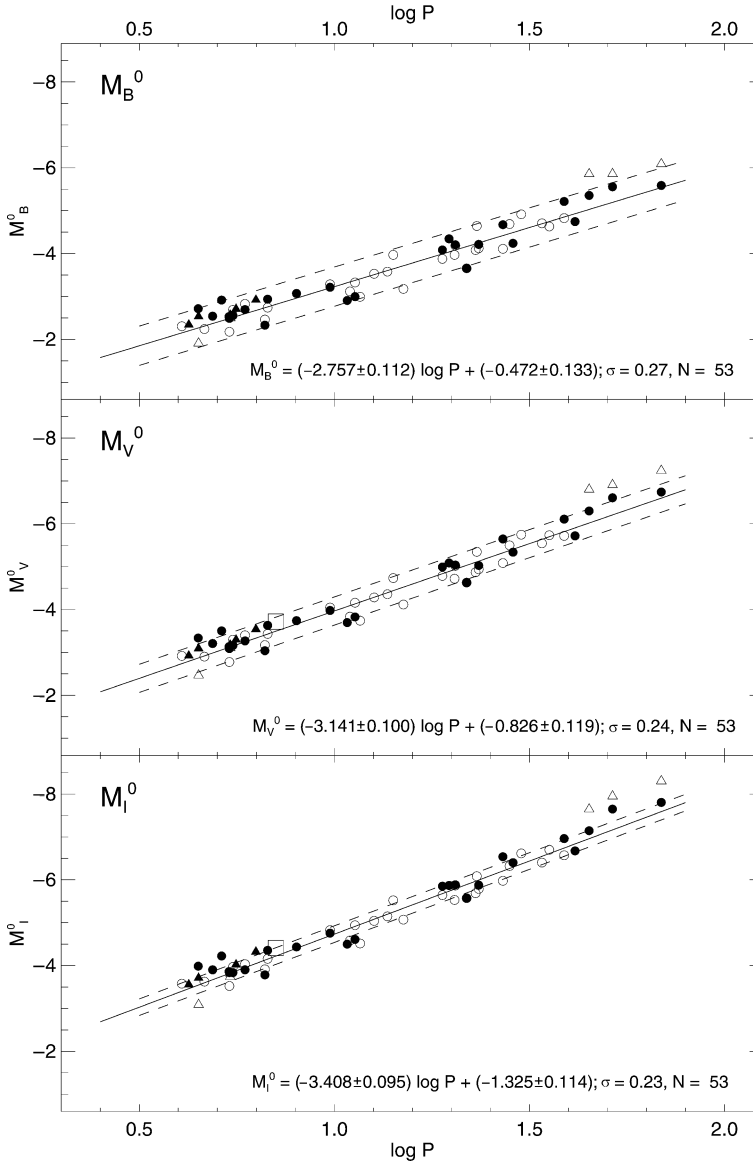 log P
0.5 1.0 1.5 2.0
M_B^0
−8
−6
−4
−2
M^0_B
M_B^0 = (−2.757±0.112) log P + (−0.472±0.133); σ = 0.27, N = 53
M_V^0
−8
−6
−4
−2
M^0_V
M_V^0 = (−3.141±0.100) log P + (−0.826±0.119); σ = 0.24, N = 53
M_I^0
−8
−6
−4
−2
M^0_I
M_I^0 = (−3.408±0.095) log P + (−1.325±0.114); σ = 0.23, N = 53
0.5 1.0 1.5 2.0
log P